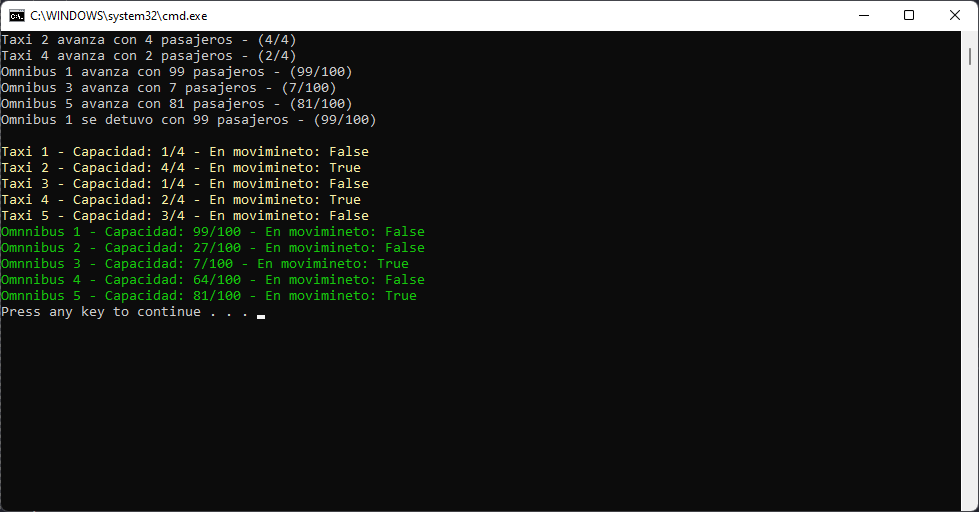 C:\WINDOWS\system32\cmd.exe
Taxi 2 avanza con 4 pasajeros - (4/4)
Taxi 4 avanza con 2 pasajeros - (2/4)
Omnibus 1 avanza con 99 pasajeros - (99/100)
Omnibus 3 avanza con 7 pasajeros - (7/100)
Omnibus 5 avanza con 81 pasajeros - (81/100)
Omnibus 1 se detuvo con 99 pasajeros - (99/100)
Taxi 1 - Capacidad: 1/4 - En movimineto: False
Taxi 2 - Capacidad: 4/4 - En movimineto: True
Taxi 3 - Capacidad: 1/4 - En movimineto: False
Taxi 4 - Capacidad: 2/4 - En movimineto: True
Taxi 5 - Capacidad: 3/4 - En movimineto: False
Omnnibus 1 - Capacidad: 99/100 - En movimineto: False
Omnnibus 2 - Capacidad: 27/100 - En movimineto: False
Omnnibus 3 - Capacidad: 7/100 - En movimineto: True
Omnnibus 4 - Capacidad: 64/100 - En movimineto: False
Omnnibus 5 - Capacidad: 81/100 - En movimineto: True
Press any key to continue . . .